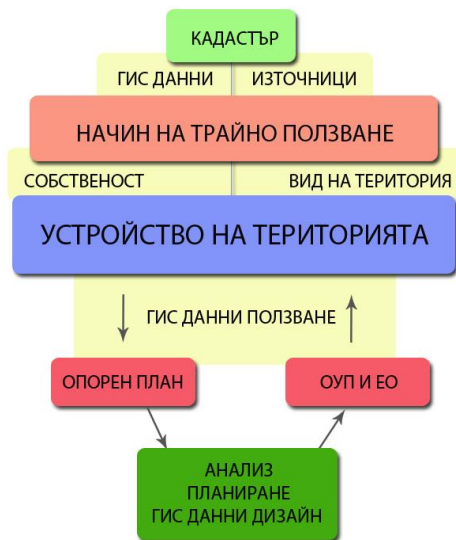 КАДАСТЪР
ГИС ДАННИ
ИЗТОЧНИЦИ
НАЧИН НА ТРАЙНО ПОЛЗВАНЕ
СОБСТВЕНОСТ
ВИД НА ТЕРИТОРИЯ
УСТРОЙСТВО НА ТЕРИТОРИЯТА
ГИС ДАННИ ПОЛЗВАНЕ
ОПОРЕН ПЛАН
ОУП И ЕО
АНАЛИЗ
ПЛАНИРАНЕ
ГИС ДАННИ ДИЗАЙН